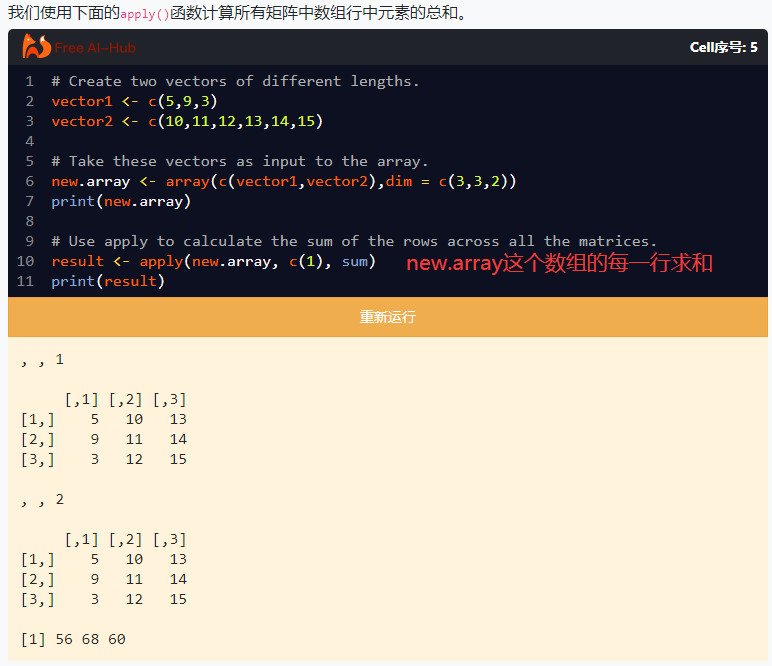 我们使用下面的apply()函数计算所有矩阵中数组行中元素的总和。
Free AI-Hub
Cell序号: 5
1 # Create two vectors of different lengths.
2 vector1 <- c(5,9,3)
3 vector2 <- c(10,11,12,13,14,15)
4
5 # Take these vectors as input to the array.
6 new.array <- array(c(vector1,vector2),dim = c(3,3,2))
7 print(new.array)
8
9 # Use apply to calculate the sum of the rows across all the matrices.
10 result <- apply(new.array, c(1), sum) new.array这个数组的每一行求和
11 print(result)
重新运行
, , 1
[,1] [,2] [,3]
[1,] 5 10 13
[2,] 9 11 14
[3,] 3 12 15
, , 2
[,1] [,2] [,3]
[1,] 5 10 13
[2,] 9 11 14
[3,] 3 12 15
[1] 56 68 60